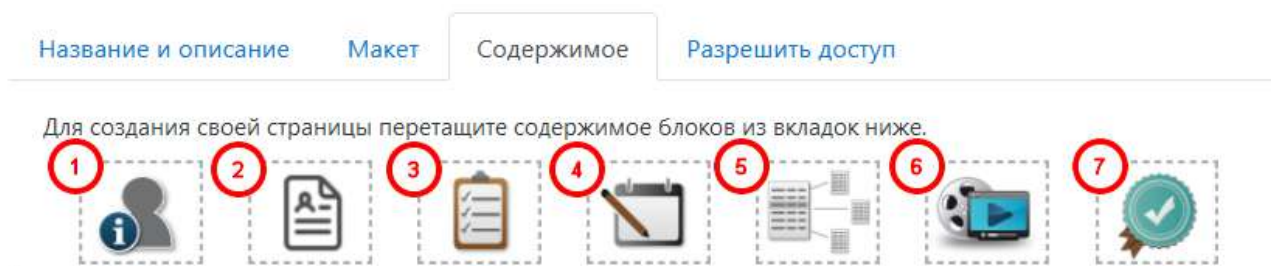 Название и описание Макет Содержимое Разрешить доступ
Для создания своей страницы перетащите содержимое блоков из вкладок ниже.
1 2 3 4 5 6 7